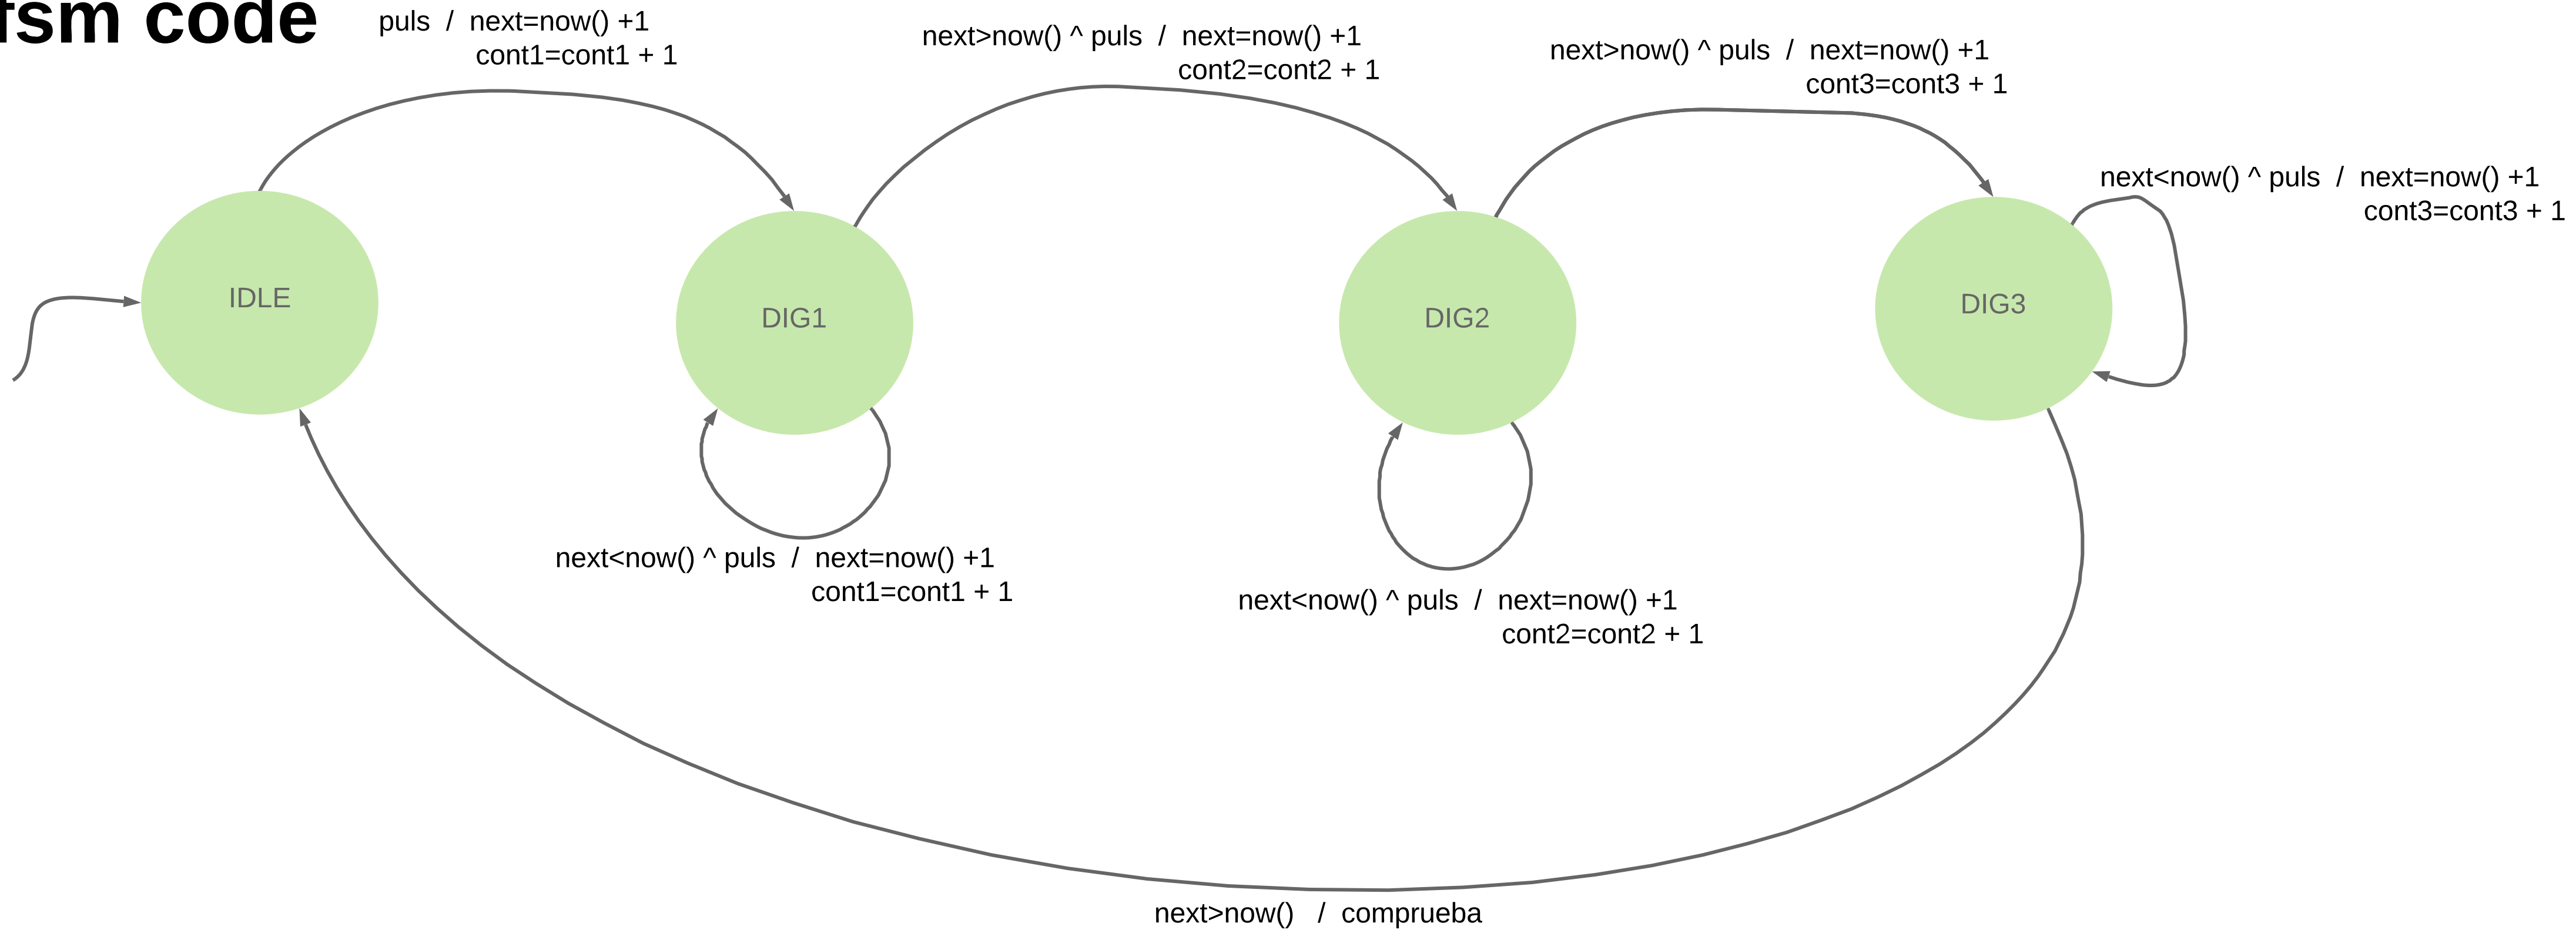 fsm code
puls / next=now() +1
cont1=cont1 + 1
next>now() ^ puls / next=now() +1
cont2=cont2 + 1
next>now() ^ puls / next=now() +1
cont3=cont3 + 1
next<now() ^ puls / next=now() +1
cont3=cont3 + 1
IDLE
DIG1
DIG2
DIG3
next<now() ^ puls / next=now() +1
cont1=cont1 + 1
next<now() ^ puls / next=now() +1
cont2=cont2 + 1
next>now() / comprueba